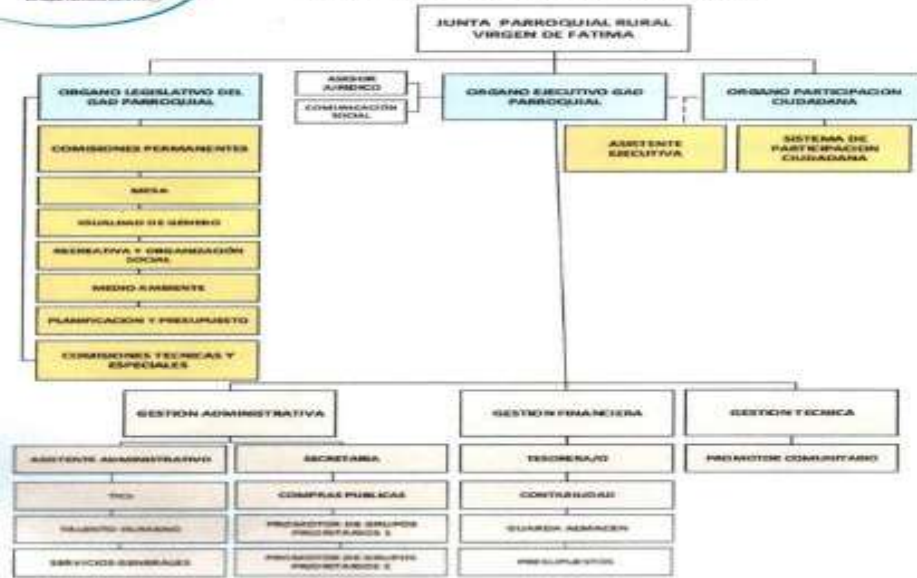 JUNTA PARROQUIAL RURAL
VIRGEN DE FATIMA
ORGANO LEGISLATIVO DEL
GAD PARROQUIAL
ASESOR
JURIDICO
COMUNICACIÓN
SOCIAL
ORGANO EJECUTIVO GAD
PARROQUIAL
ORGANO PARTICIPACION
CIUDADANA
COMISIONES PERMANENTES
ASISTENTE
EJECUTIVA
SISTEMA DE
PARTICIPACION
CIUDADANA
MESA
IGUALDAD DE GENERO
RECREATIVA Y ORGANIZACIÓN
SOCIAL
MEDIO AMBIENTE
PLANIFICACION Y PRESUPUESTO
COMISIONES TECNICAS Y
ESPECIALES
GESTION ADMINISTRATIVA
GESTION FINANCIERA
GESTION TECNICA
ASISTENTE ADMINISTRATIVO
SECRETARIA
TESORERA/O
PROMOTOR COMUNITARIO
TICS
COMPRAS PUBLICAS
CONTABILIDAD
TALENTO HUMANO
PROMOTOR DE GRUPOS
PRIORITARIOS 1
GUARDA ALMACEN
SERVICIOS GENERALES
PROMOTOR DE GRUPOS
PRIORITARIOS 2
PRESUPUESTOS